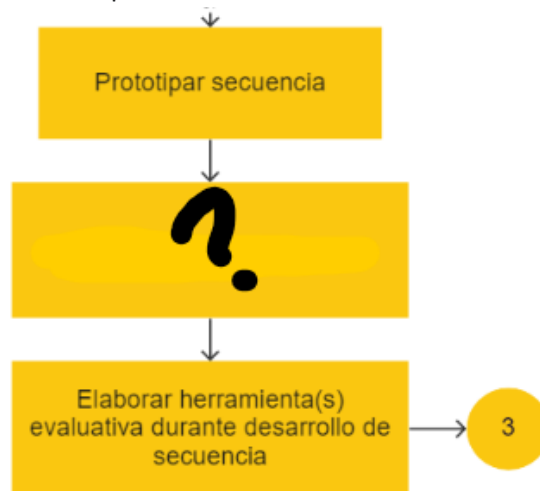 Prototipar secuencia
?
Elaborar herramienta(s)
evaluativa durante desarrollo de
secuencia
3